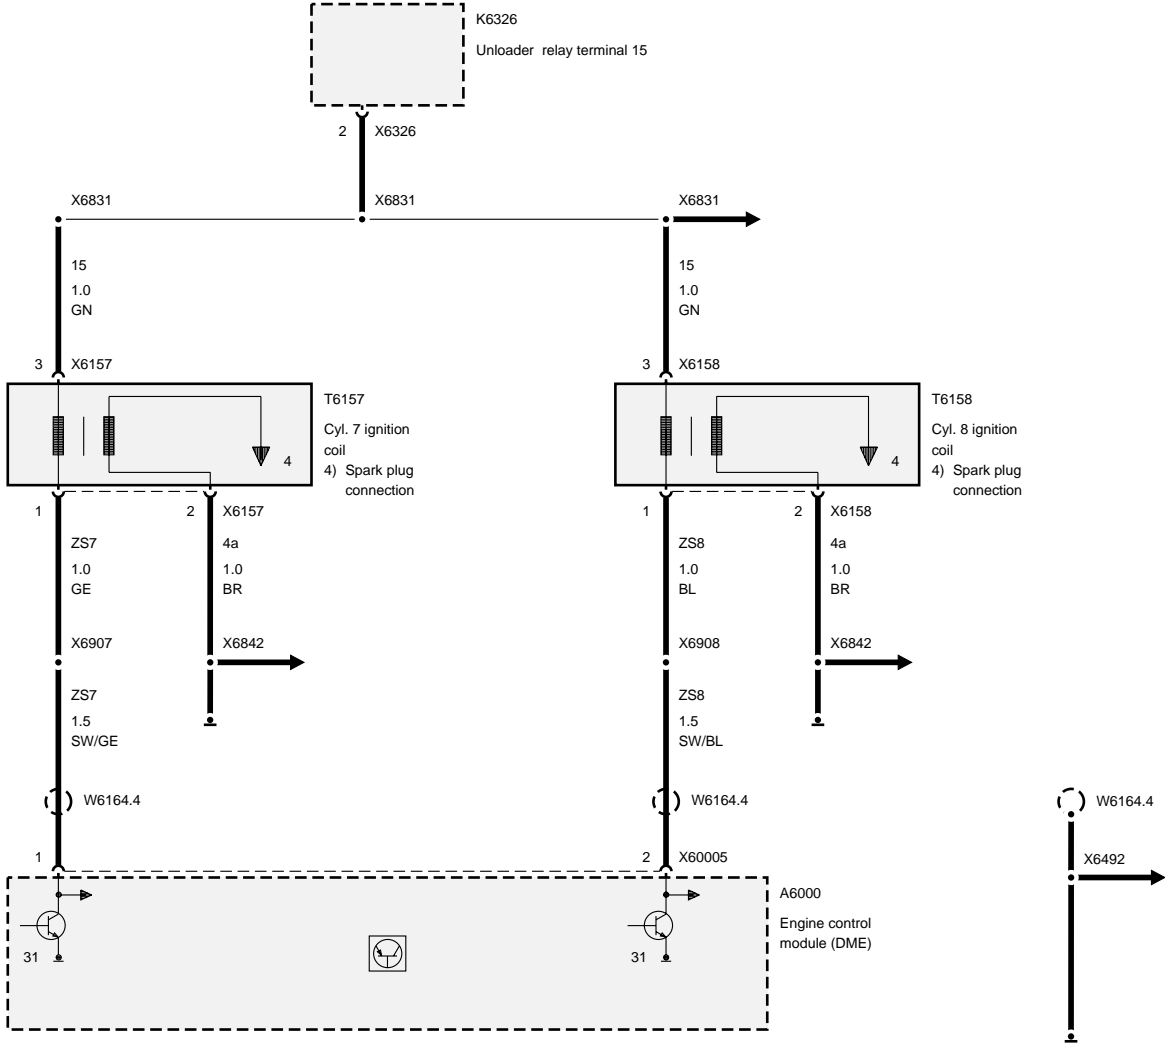 K6326
Unloader relay terminal 15
2 X6326
X6831 X6831 X6831
15 15
1.0 1.0
GN GN
3 X6157 3 X6158
T6157 T6158
Cyl. 7 ignition Cyl. 8 ignition
coil coil
4 4
4) Spark plug 4) Spark plug
connection connection
1 2 X6157 1 2 X6158
ZS7 4a ZS8 4a
1.0 1.0 1.0 1.0
GE BR BL BR
X6907 X6842 X6908 X6842
ZS7 ZS8
1.5 1.5
SW/GE SW/BL
W6164.4 W6164.4 W6164.4
1 2 X60005 X6492
A6000
Engine control
module (DME)
31 31